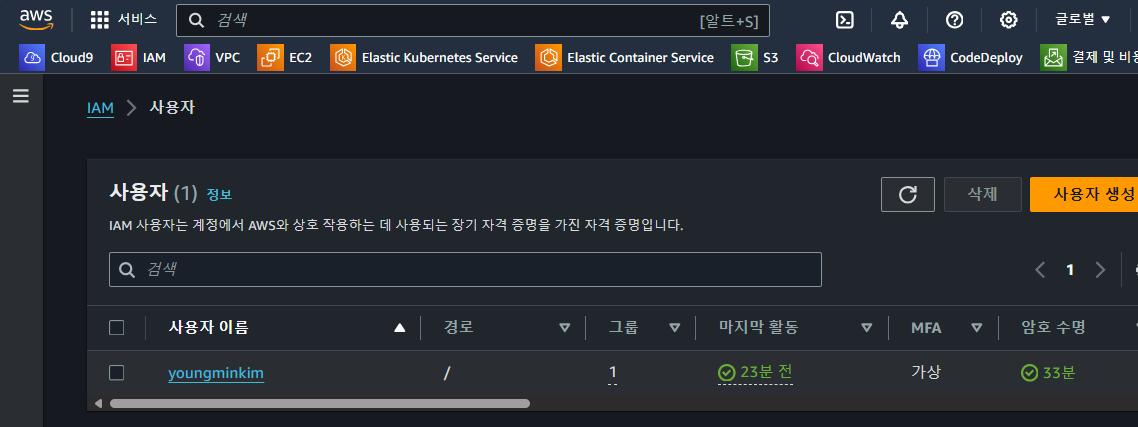 aws 서비스 검색 [알트+S] 글로벌 ▼
Cloud9 IAM VPC EC2 Elastic Kubernetes Service Elastic Container Service S3 CloudWatch CodeDeploy 결제 및
IAM > 사용자
사용자 (1) 정보 삭제 사용자 생성
IAM 사용자는 계정에서 AWS와 상호 작용하는 데 사용되는 장기 자격 증명을 가진 자격 증명입니다.
검색 1
사용자 이름 경로 그룹 마지막 활동 MFA 암호 수명
youngminkim / 1 23분 전 가상 33분